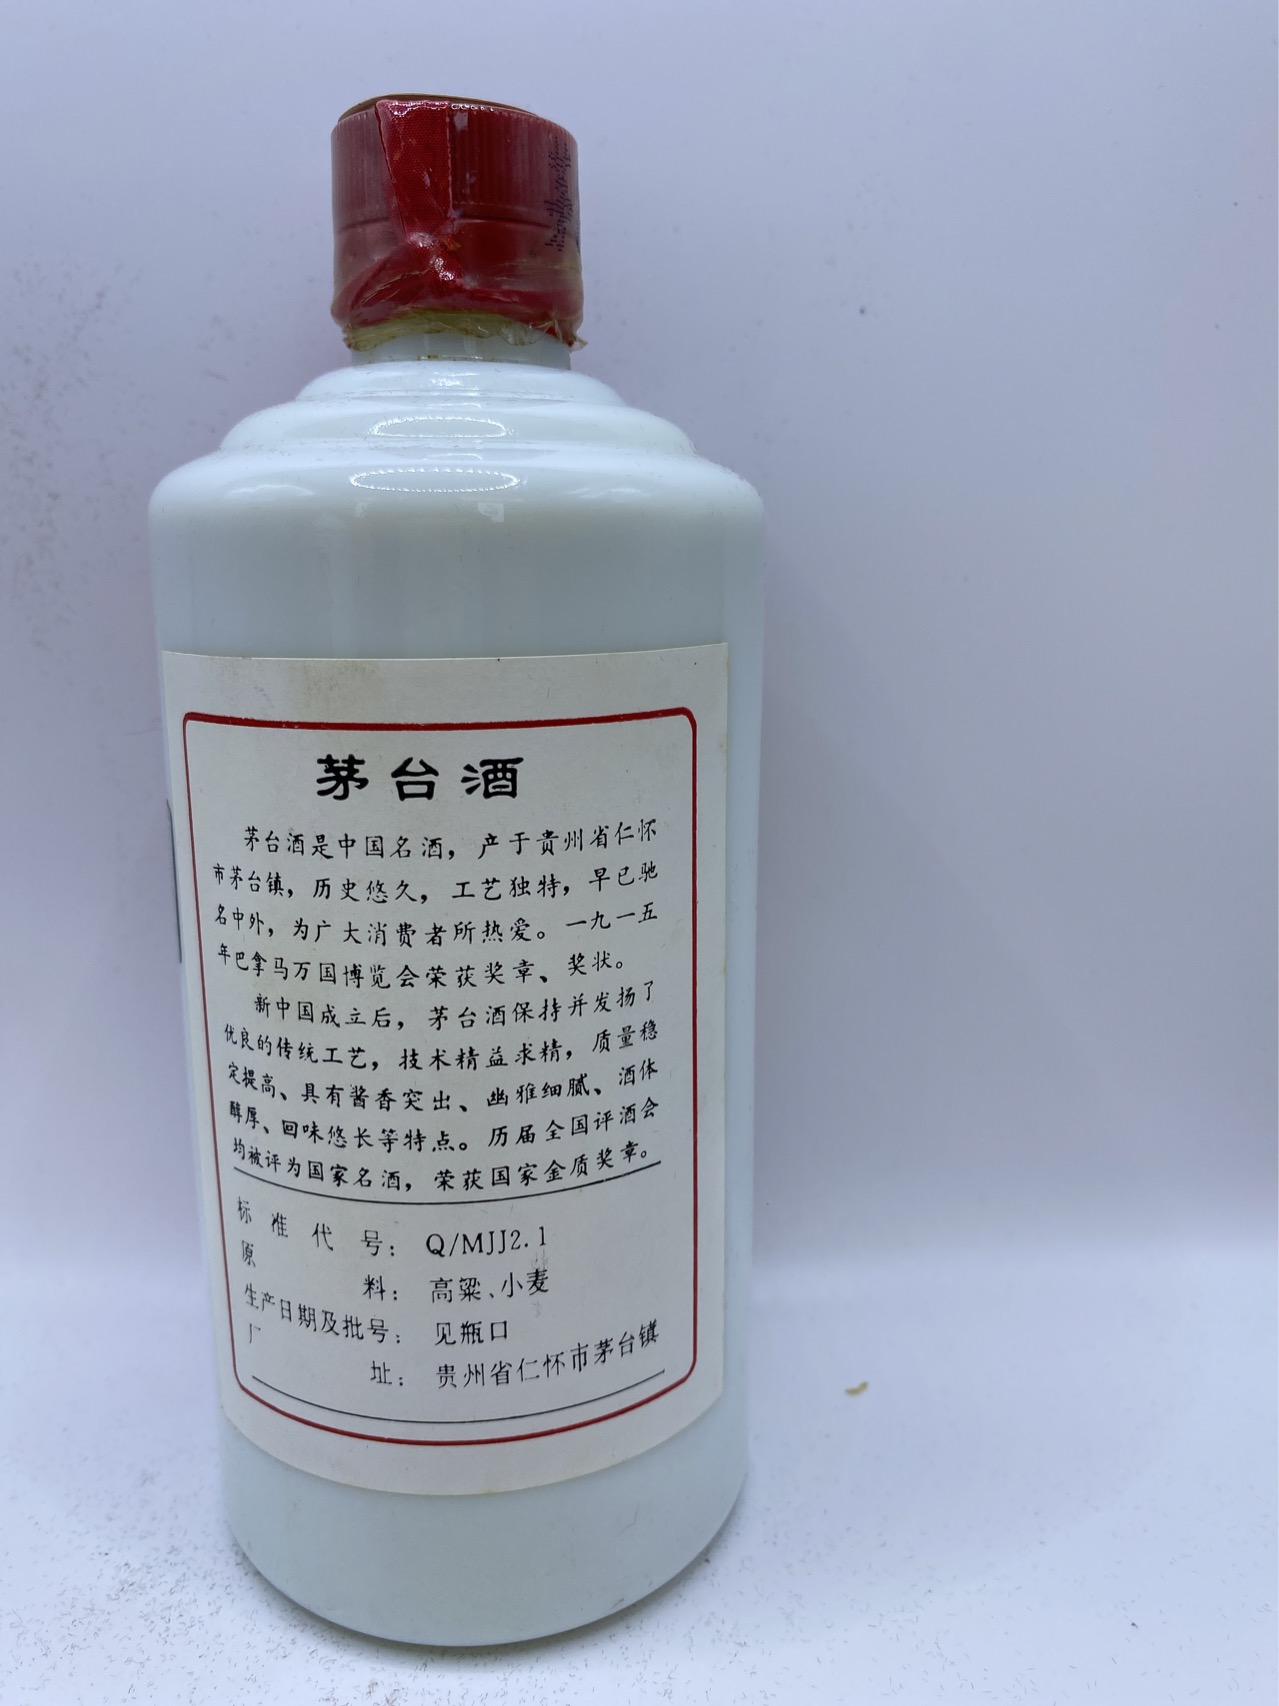 茅台酒
茅台酒是中国名酒，产于贵州省仁怀
市茅台镇，历史悠久，工艺独特，早已驰
名中外，为广大消费者所热爱。一九一五
年巴拿马万国博览会荣获奖章、奖状。
新中国成立后，茅台酒保持并发扬了
优良的传统工艺，技术精益求精，质量稳
定提高、具有酱香突出、幽雅细腻、酒体
醇厚、回味悠长等特点。历届全国评酒会
均被评为国家名酒，荣获国家金质奖章。
标准代号：Q/MJJ2.1
原料：高粱、小麦
生产日期及批号：见瓶口
厂址：贵州省仁怀市茅台镇